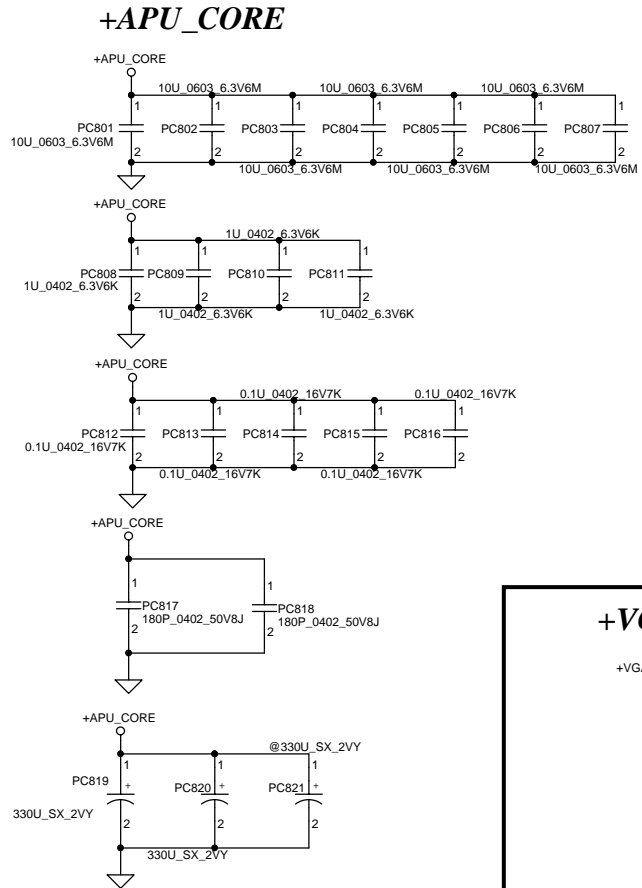 +APU_CORE
+APU_CORE
10U_0603_6.3V6M 10U_0603_6.3V6M 10U_0603_6.3V6M
1 1 1 1 1 1 1
PC801 PC802 PC803 PC804 PC805 PC806 PC807
10U_0603_6.3V6M
2 2 2 2 2 2 2
10U_0603_6.3V6M 10U_0603_6.3V6M 10U_0603_6.3V6M
+APU_CORE
1U_0402_6.3V6K
1 1 1 1
PC808 PC809 PC810 PC811
1U_0402_6.3V6K
2 2 2 2
1U_0402_6.3V6K 1U_0402_6.3V6K
+APU_CORE
0.1U_0402_16V7K 0.1U_0402_16V7K
1 1 1 1 1
PC812 PC813 PC814 PC815 PC816
0.1U_0402_16V7K
2 2 2 2 2
0.1U_0402_16V7K 0.1U_0402_16V7K
+APU_CORE
1 1
PC817 PC818
180P_0402_50V8J 180P_0402_50V8J
2 2
+V
+VG
+APU_CORE
@330U_SX_2VY
1 1 1
PC819 + PC820 + PC821 +
330U_SX_2VY
2 2 2
330U_SX_2VY